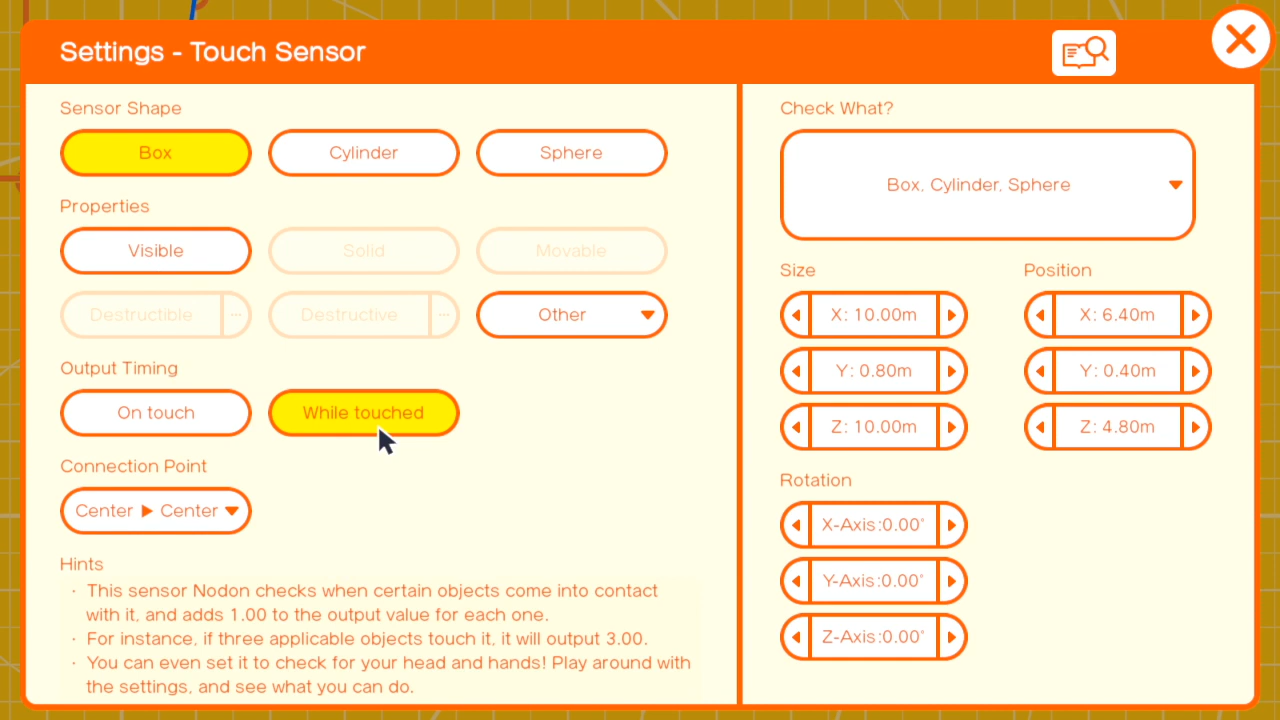 Settings - Touch Sensor
Sensor Shape
Box
Cylinder
Sphere
Properties
Visible
Solid
Movable
Destructible ...
Destructive ...
Other
Output Timing
On touch
While touched
Connection Point
Center ▶ Center
Hints
· This sensor Nodon checks when certain objects come into contact
with it, and adds 1.00 to the output value for each one.
· For instance, if three applicable objects touch it, it will output 3.00.
· You can even set it to check for your head and hands! Play around with
the settings, and see what you can do.
Check What?
Box, Cylinder, Sphere
Size
X: 10.00m
Y: 0.80m
Z: 10.00m
Position
X: 6.40m
Y: 0.40m
Z: 4.80m
Rotation
X-Axis:0.00°
Y-Axis:0.00°
Z-Axis:0.00°